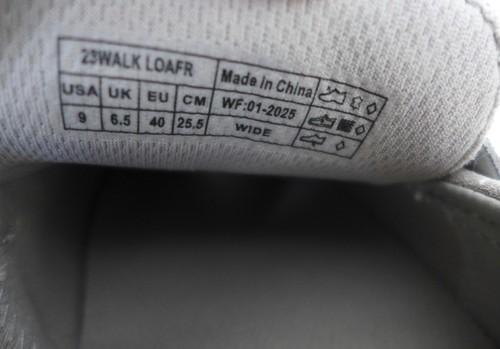 23WALK LOAFR
Made in China
USA UK EU CM
WF:01-2025
9 6.5 40 25.5
WIDE